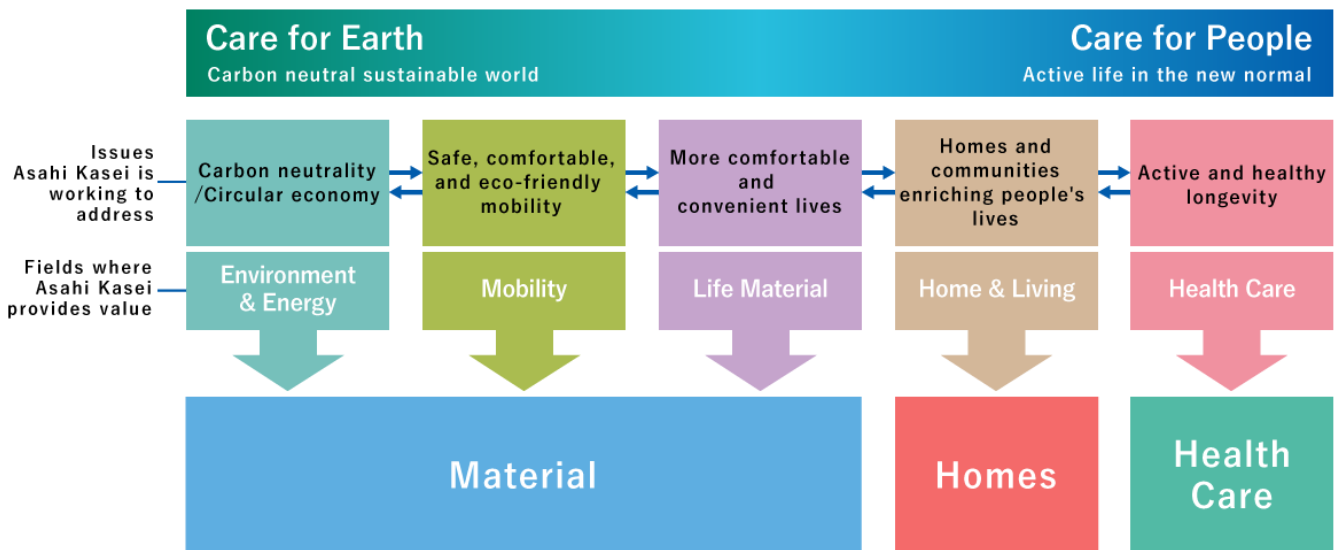 Care for Earth
Carbon neutral sustainable world
Care for People
Active life in the new normal
Issues
Asahi Kasei is
working to
address
Carbon neutrality
/Circular economy
Safe, comfortable,
and eco-friendly
mobility
More comfortable
and
convenient lives
Homes and
communities
enriching people's
lives
Active and healthy
longevity
Fields where
Asahi Kasei
provides value
Environment
& Energy
Mobility
Life Material
Home & Living
Health Care
Material
Homes
Health
Care